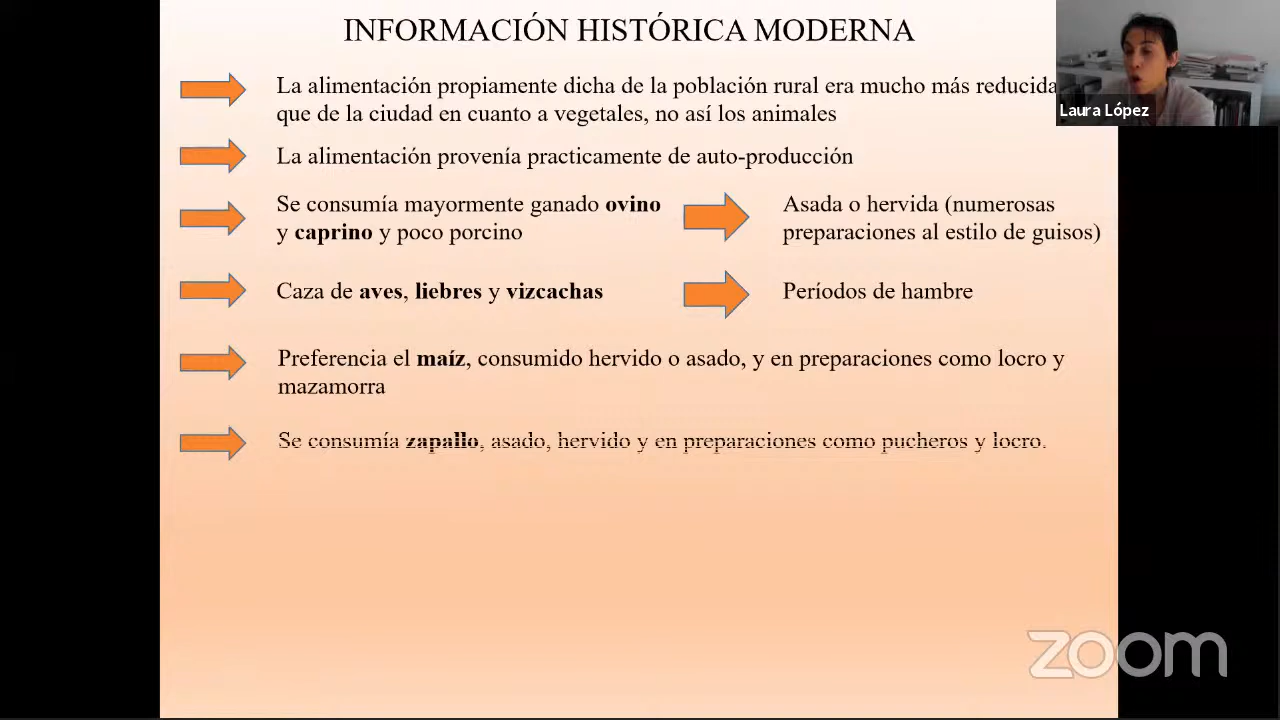 INFORMACIÓN HISTÓRICA MODERNA
La alimentación propiamente dicha de la población rural era mucho más reducida
que de la ciudad en cuanto a vegetales, no así los animales
Laura López
La alimentación provenía practicamente de auto-producción
Se consumía mayormente ganado ovino
y caprino y poco porcino
Asada o hervida (numerosas
preparaciones al estilo de guisos)
Caza de aves, liebres y vizcachas
Períodos de hambre
Preferencia el maíz, consumido hervido o asado, y en preparaciones como locro y
mazamorra
Se consumía zapallo, asado, hervido y en preparaciones como pucheros y locro.
zoom